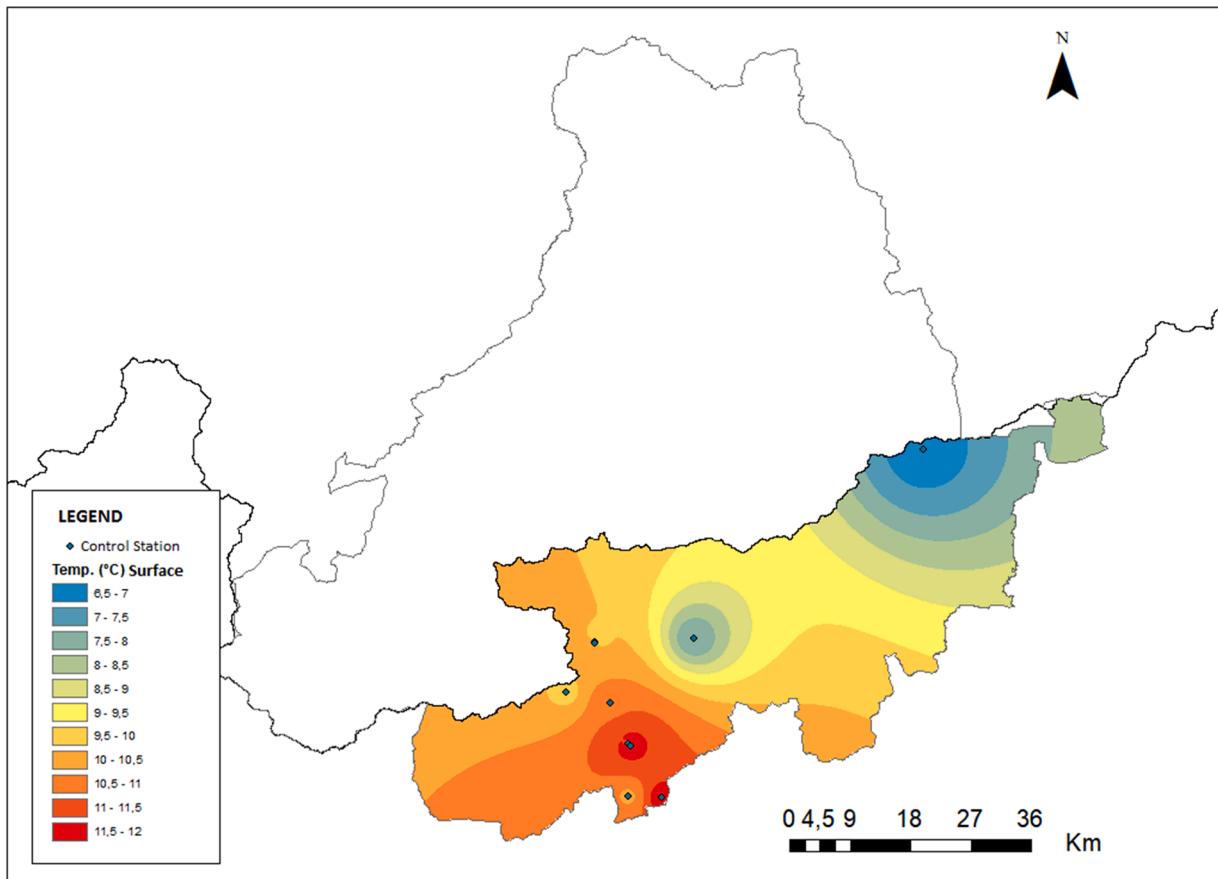 N
LEGEND
Control Station
Temp. (°C) Surface
6,5 - 7
7 - 7,5
7,5 - 8
8 - 8,5
8,5 - 9
9 - 9,5
9,5 - 10
10 - 10,5
10,5 - 11
11 - 11,5
11,5 - 12
0 4,5 9 18 27 36
Km